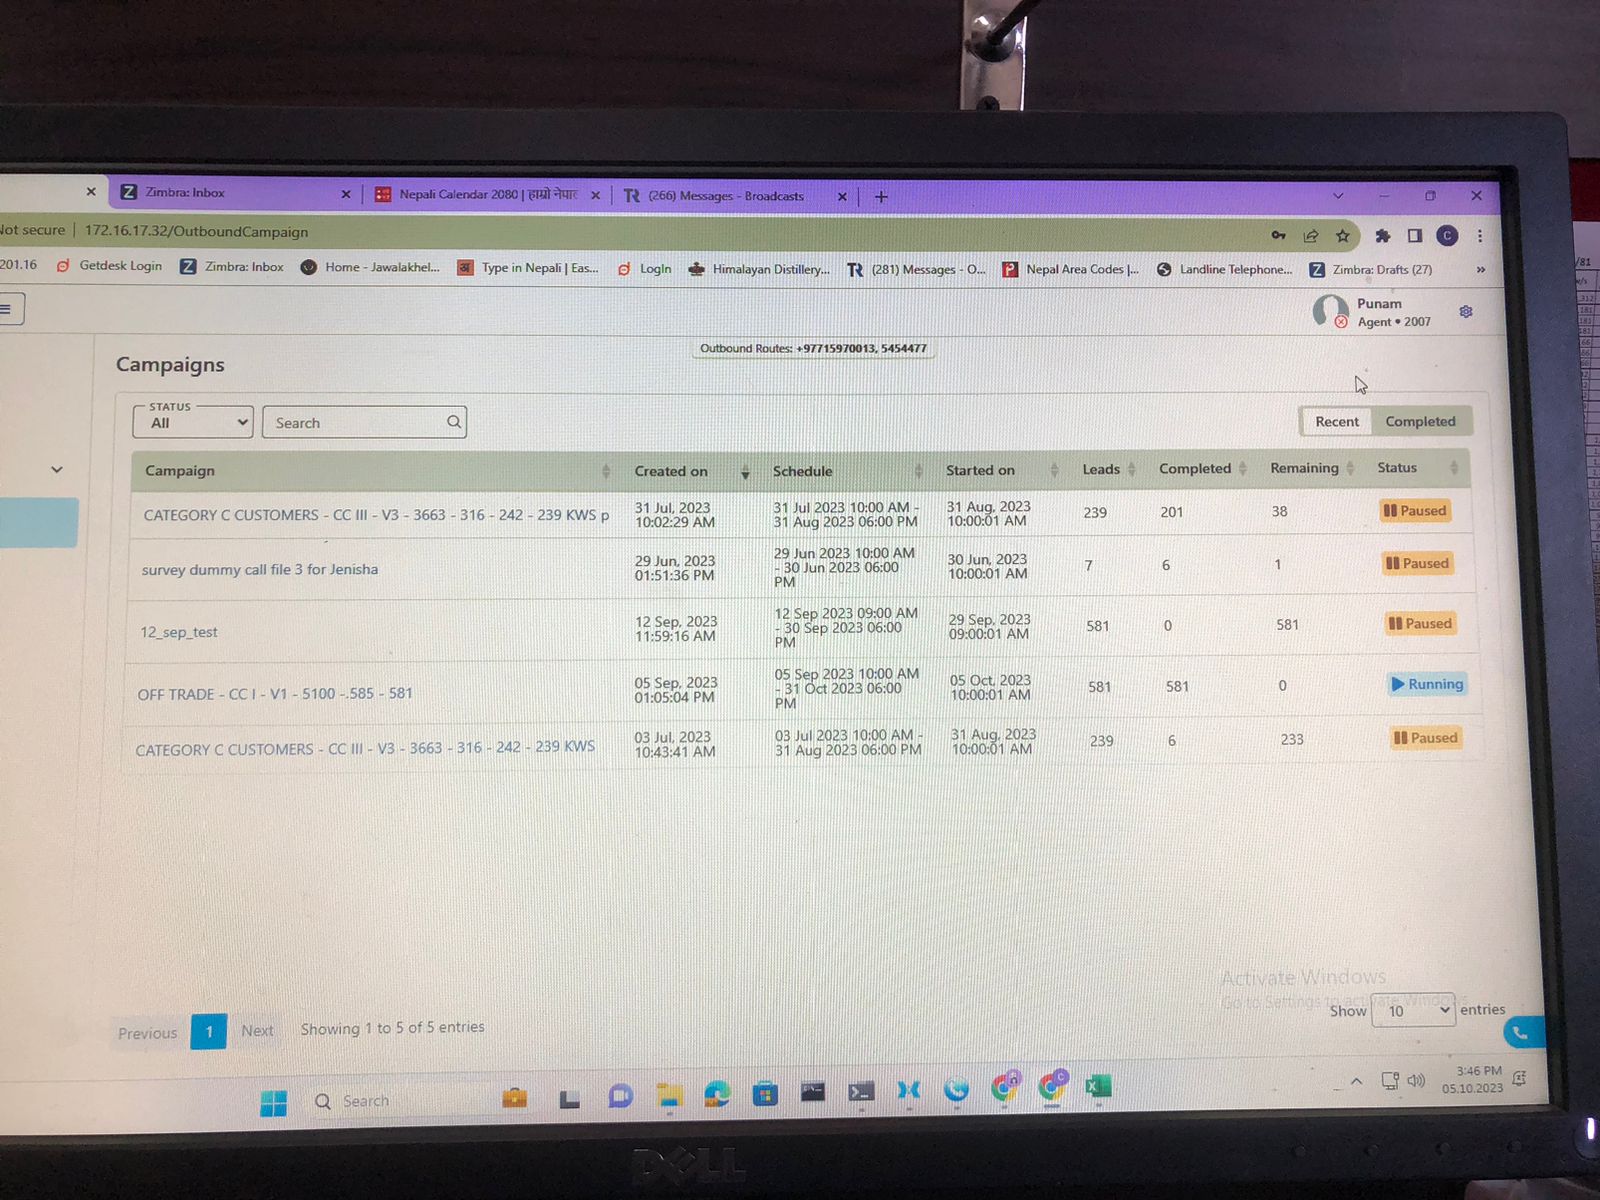 Zimbra: Inbox
Nepali Calendar 2080 | हाम्रो नेपाल
(266) Messages - Broadcasts
Not secure | 172.16.17.32/OutboundCampaign
201.16 Getdesk Login Zimbra: Inbox Home - Jawalakhel... Type in Nepali | Eas... LogIn Himalayan Distillery... (281) Messages - O... Nepal Area Codes |... Landline Telephone... Zimbra: Drafts (27) »
Punam
Agent • 2007
Outbound Routes: +97715970013, 5454477
Campaigns
STATUS
All
Search
Recent Completed
Campaign Created on Schedule Started on Leads Completed Remaining Status
CATEGORY C CUSTOMERS - CC III - V3 - 3663 - 316 - 242 - 239 KWS p
31 Jul, 2023
10:02:29 AM
31 Jul 2023 10:00 AM -
31 Aug 2023 06:00 PM
31 Aug, 2023
10:00:01 AM
239 201 38 Paused
survey dummy call file 3 for Jenisha
29 Jun, 2023
01:51:36 PM
29 Jun 2023 10:00 AM
- 30 Jun 2023 06:00
PM
30 Jun, 2023
10:00:01 AM
7 6 1 Paused
12_sep_test
12 Sep, 2023
11:59:16 AM
12 Sep 2023 09:00 AM
- 30 Sep 2023 06:00
PM
29 Sep, 2023
09:00:01 AM
581 0 581 Paused
OFF TRADE - CC I - V1 - 5100 -.585 - 581
05 Sep, 2023
01:05:04 PM
05 Sep 2023 10:00 AM
- 31 Oct 2023 06:00
PM
05 Oct, 2023
10:00:01 AM
581 581 0 Running
CATEGORY C CUSTOMERS - CC III - V3 - 3663 - 316 - 242 - 239 KWS
03 Jul, 2023
10:43:41 AM
03 Jul 2023 10:00 AM -
31 Aug 2023 06:00 PM
31 Aug, 2023
10:00:01 AM
239 6 233 Paused
Activate Windows
Go to Settings to activate Windows.
Previous 1 Next Showing 1 to 5 of 5 entries
Show 10 entries
Search
3:46 PM
05.10.2023
DELL